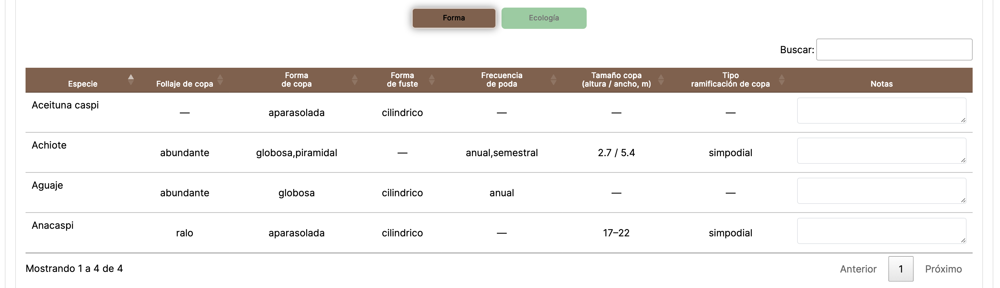 Forma Ecología
Buscar:
Especie Follaje de copa Forma de copa Forma de fuste Frecuencia de poda Tamaño copa (altura / ancho, m) Tipo ramificación de copa Notas
Aceituna caspi — aparasolada cilindrico — — —
Achiote abundante globosa,piramidal — anual,semestral 2.7 / 5.4 simpodial
Aguaje abundante globosa cilindrico anual — —
Anacaspi ralo aparasolada cilindrico — 17–22 simpodial
Mostrando 1 a 4 de 4 Anterior 1 Próximo